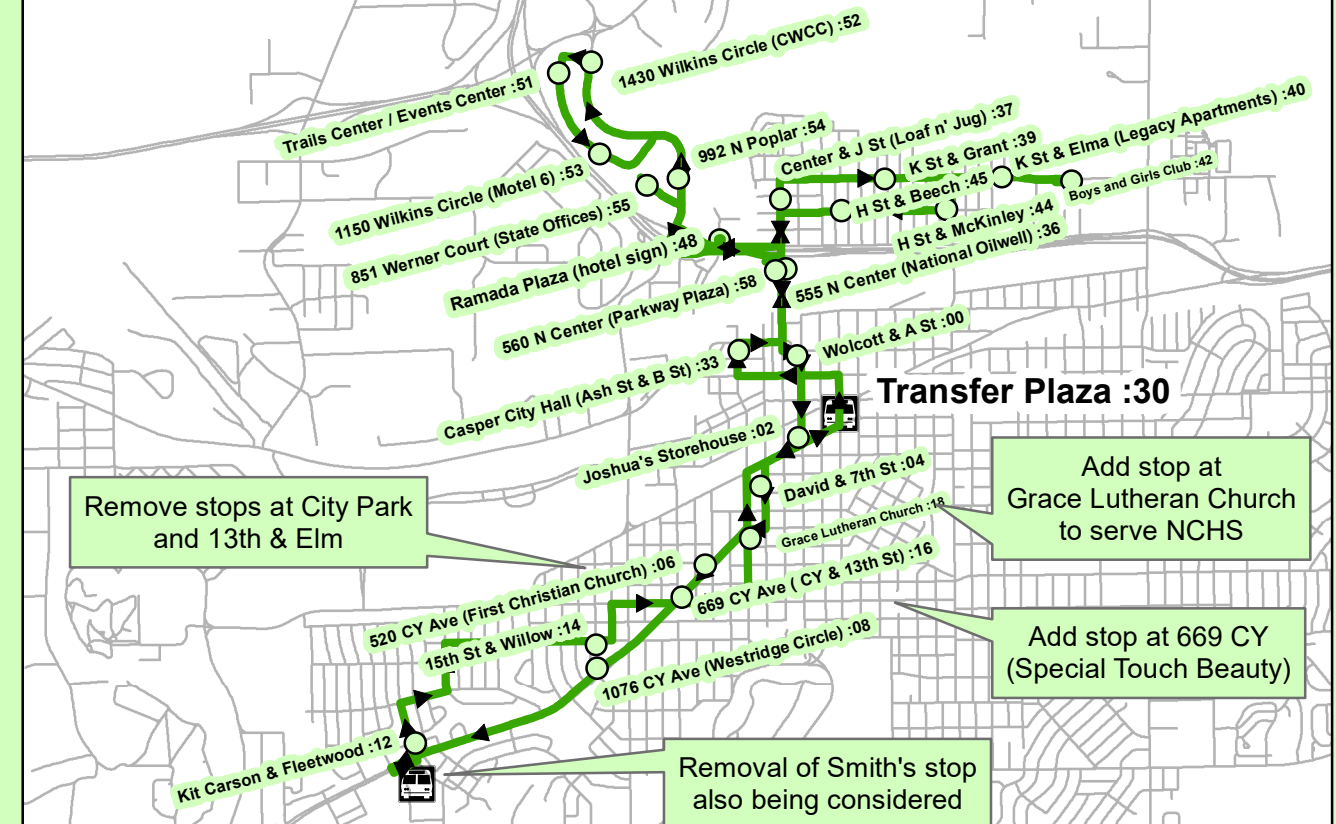 1430 Wilkins Circle (CWCC) :52
Trails Center / Events Center :51
992 N Poplar :54
Center & J St (Loaf n' Jug) :37
K St & Grant :39
K St & Elma (Legacy Apartments) :40
Boys and Girls Club :42
1150 Wilkins Circle (Motel 6) :53
H St & Beech :45
851 Werner Court (State Offices) :55
H St & McKinley :44
Ramada Plaza (hotel sign) :48
555 N Center (National Oilwell) :36
560 N Center (Parkway Plaza) :58
Wolcott & A St :00
Casper City Hall (Ash St & B St) :33
Transfer Plaza :30
Joshua's Storehouse :02
David & 7th St :04
Add stop at
Grace Lutheran Church
to serve NCHS
Remove stops at City Park
and 13th & Elm
Grace Lutheran Church :18
520 CY Ave (First Christian Church) :06
669 CY Ave ( CY & 13th St) :16
15th St & Willow :14
Add stop at 669 CY
(Special Touch Beauty)
1076 CY Ave (Westridge Circle) :08
Kit Carson & Fleetwood :12
Removal of Smith's stop
also being considered